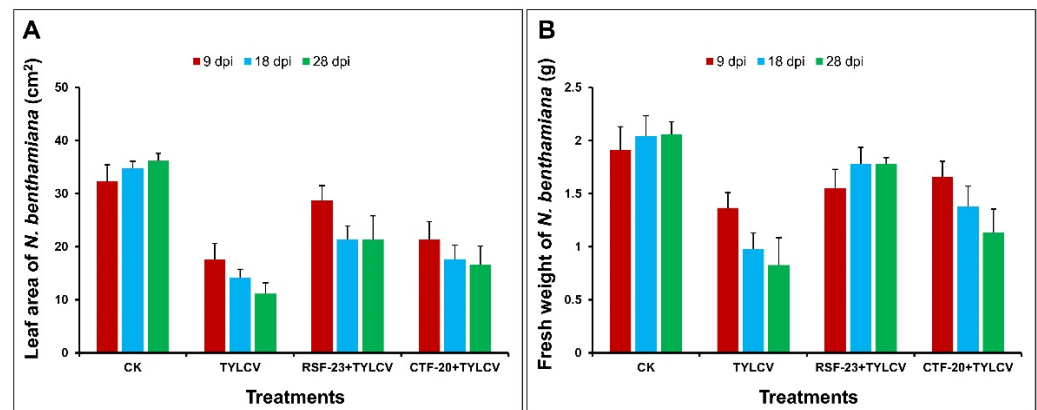 A
9 dpi 18 dpi 28 dpi
Leaf area of N. benthamiana (cm²)
50
40
30
20
10
0
CK TYLCV RSF-23+TYLCV CTF-20+TYLCV
Treatments
B
9 dpi 18 dpi 28 dpi
Fresh weight of N. benthamiana (g)
2.5
2
1.5
1
0.5
0
CK TYLCV RSF-23+TYLCV CTF-20+TYLCV
Treatments